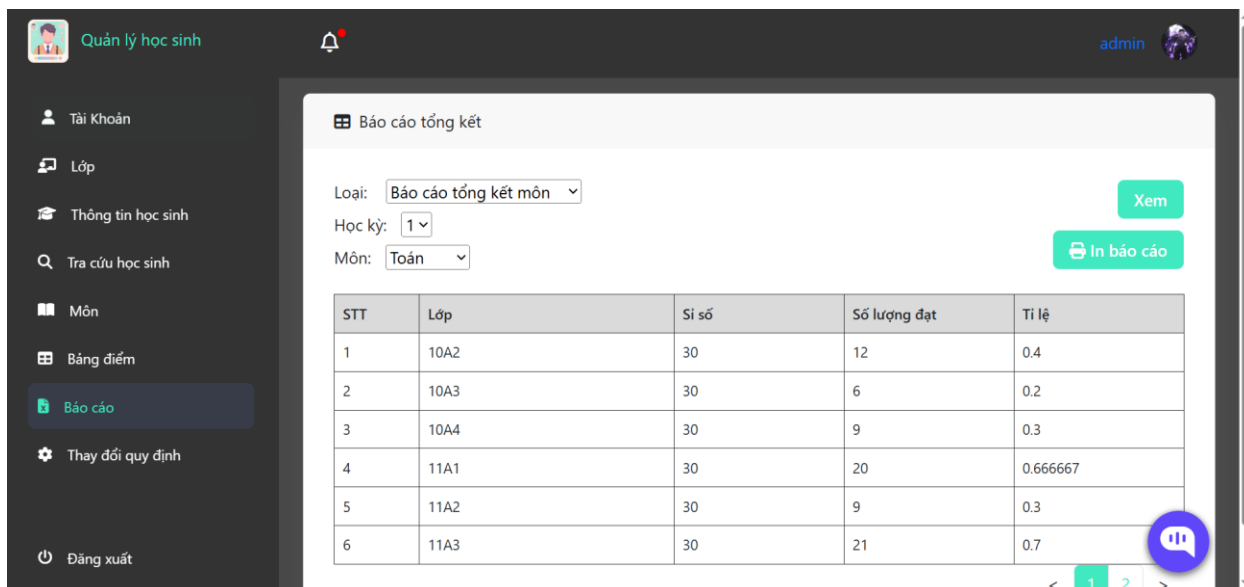 Quản lý học sinh
admin
Tài Khoản
Lớp
Thông tin học sinh
Tra cứu học sinh
Môn
Bảng điểm
Báo cáo
Thay đổi quy định
Đăng xuất
Báo cáo tổng kết
Loại: Báo cáo tổng kết môn
Học kỳ: 1
Môn: Toán
Xem
In báo cáo
STT Lớp Sỉ số Số lượng đạt Tỉ lệ
1 10A2 30 12 0.4
2 10A3 30 6 0.2
3 10A4 30 9 0.3
4 11A1 30 20 0.666667
5 11A2 30 9 0.3
6 11A3 30 21 0.7
< 1 2 >